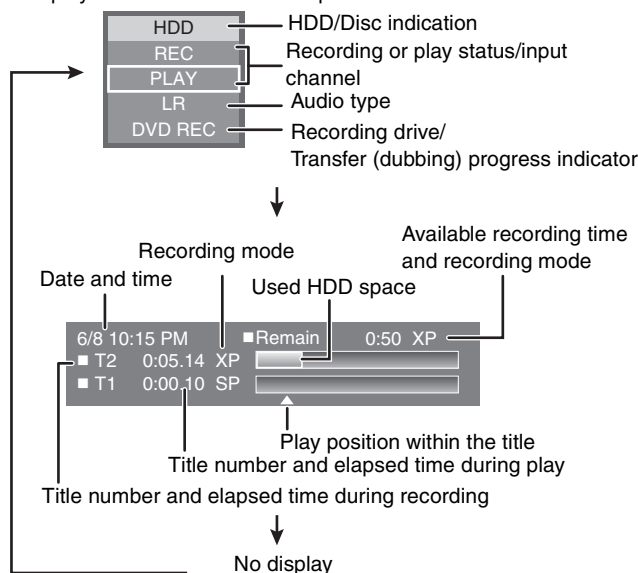 HDD
REC
PLAY
LR
DVD REC
HDD/Disc indication
Recording or play status/input
channel
Audio type
Recording drive/
Transfer (dubbing) progress indicator
Available recording time
and recording mode
Recording mode
Date and time
Used HDD space
6/8 10:15 PM ■Remain 0:50 XP
■ T2 0:05.14 XP
■ T1 0:00.10 SP
Play position within the title
Title number and elapsed time during play
Title number and elapsed time during recording
No display